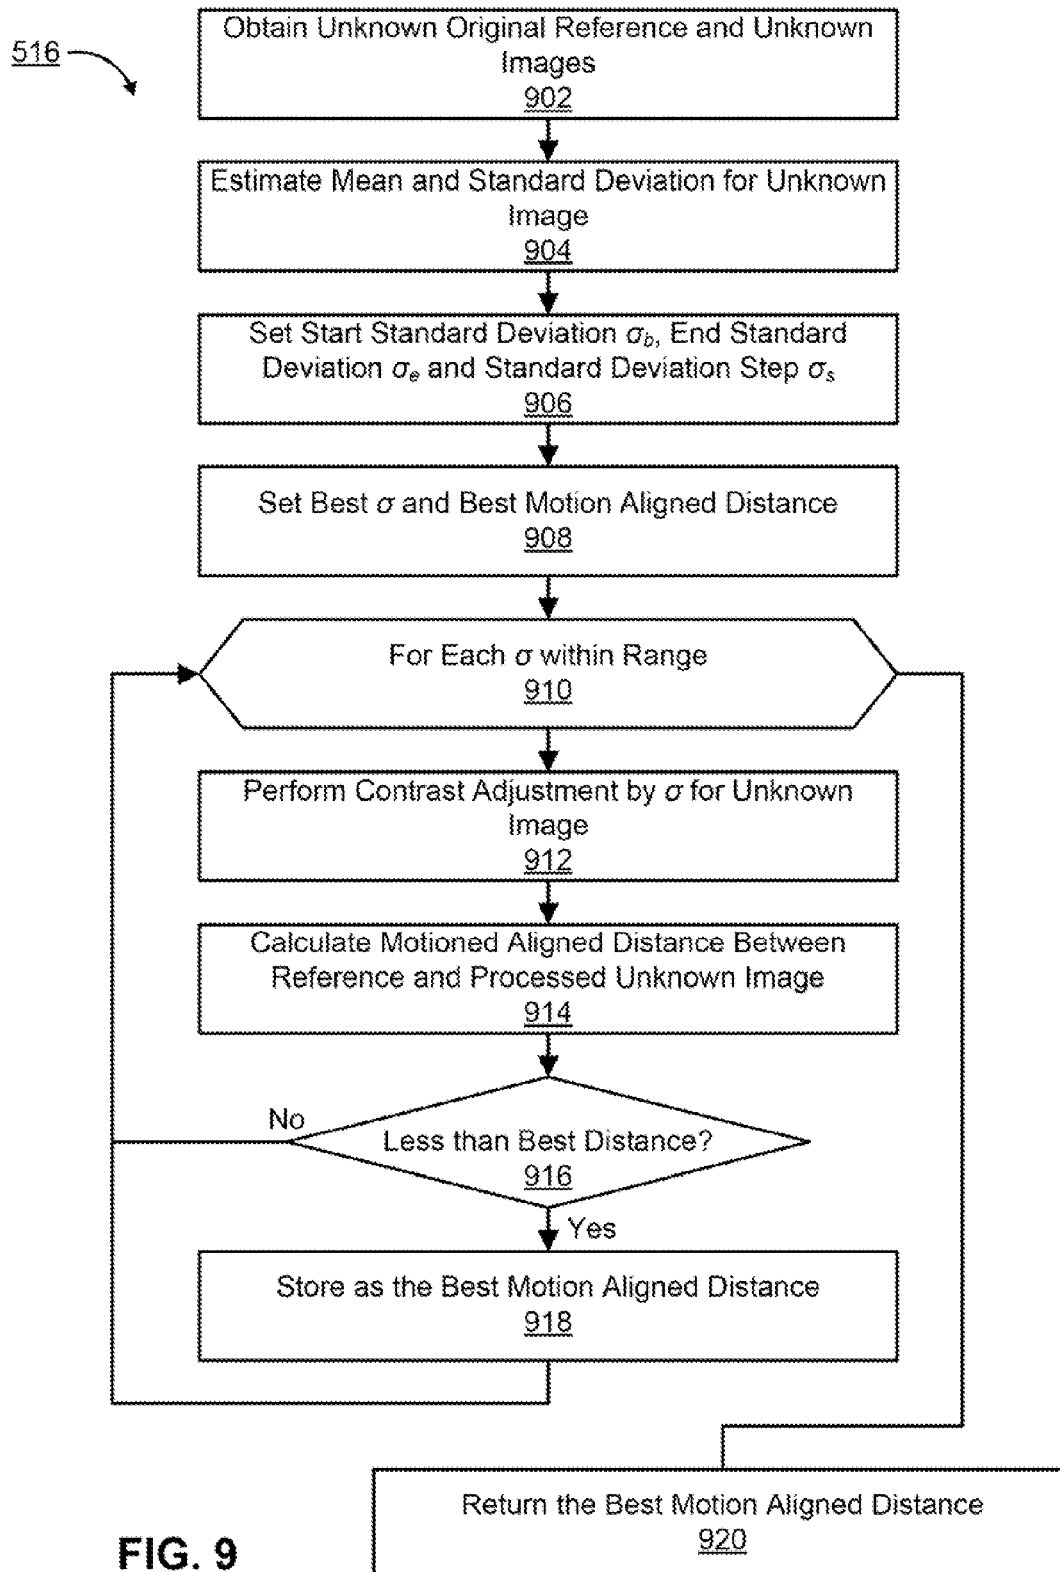 516
Obtain Unknown Original Reference and Unknown
Images
902
Estimate Mean and Standard Deviation for Unknown
Image
904
Set Start Standard Deviation σb, End Standard
Deviation σe and Standard Deviation Step σs
906
Set Best σ and Best Motion Aligned Distance
908
For Each σ within Range
910
Perform Contrast Adjustment by σ for Unknown
Image
912
Calculate Motioned Aligned Distance Between
Reference and Processed Unknown Image
914
No
Less than Best Distance?
916
Yes
Store as the Best Motion Aligned Distance
918
Return the Best Motion Aligned Distance
920
FIG. 9